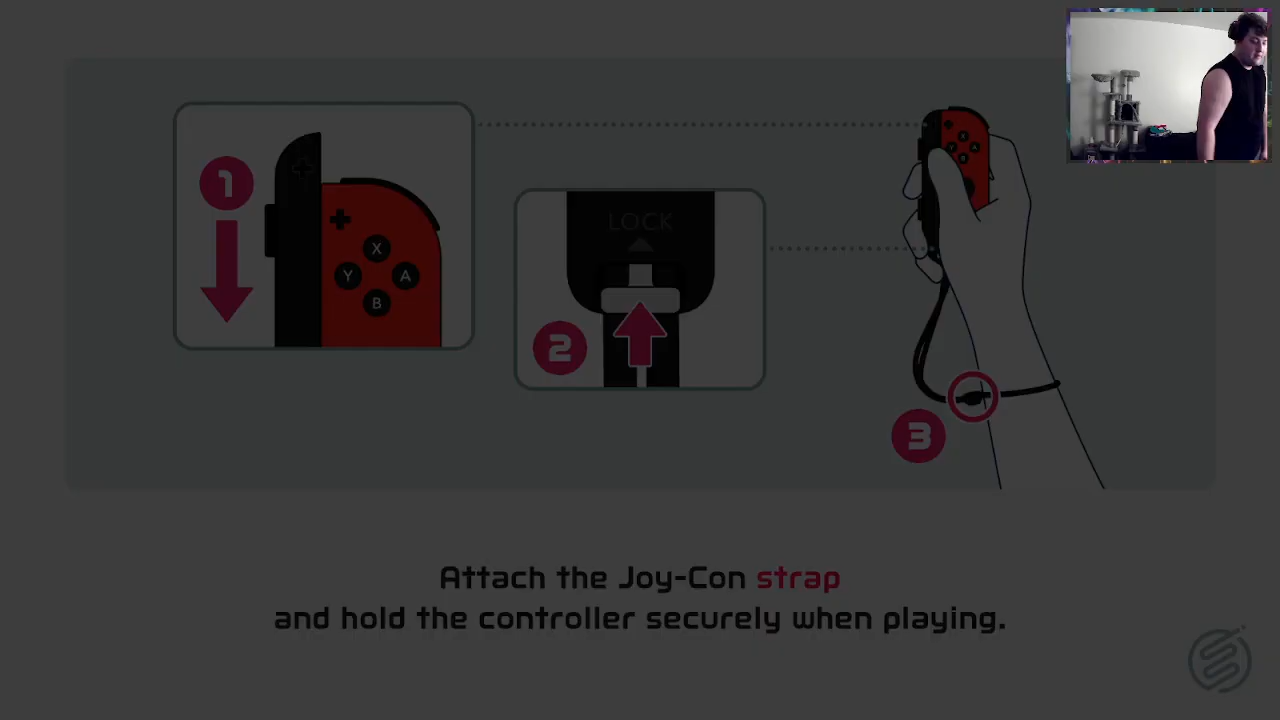 1
X
Y
A
B
LOCK
2
X
Y
A
B
3
Attach the Joy-Con strap
and hold the controller securely when playing.